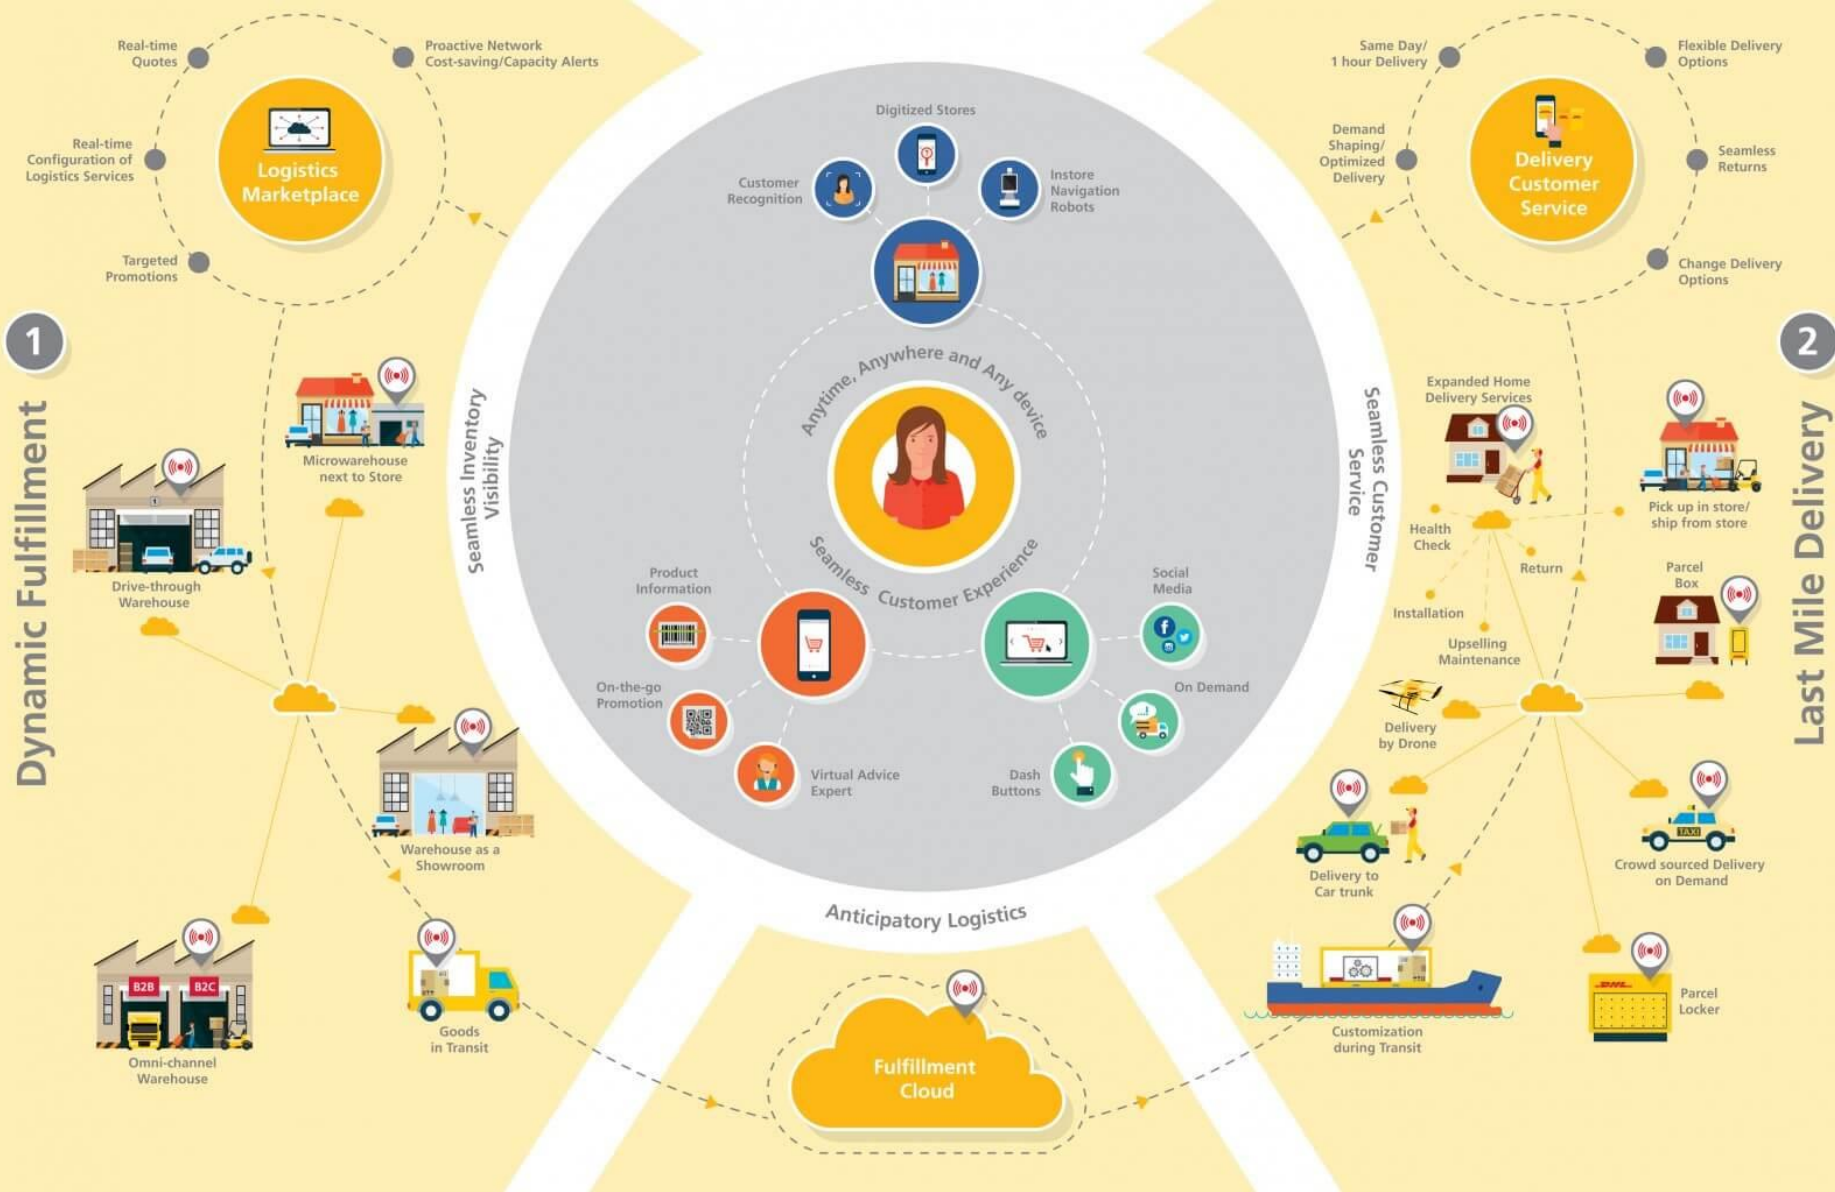 Real-time
Quotes
Proactive Network
Cost-saving/Capacity Alerts
Real-time
Configuration of
Logistics Services
Logistics
Marketplace
Targeted
Promotions
1
Dynamic Fulfillment
Microwarehouse
next to Store
1
Drive-through
Warehouse
Warehouse as a
Showroom
B2B
B2C
Omni-channel
Warehouse
Goods
in Transit
Seamless Inventory
Visibility
Digitized Stores
Customer
Recognition
Instore
Navigation
Robots
Anytime, Anywhere and Any device
Seamless Customer Experience
Product
Information
On-the-go
Promotion
Virtual Advice
Expert
Social
Media
f
On Demand
Dash
Buttons
Anticipatory Logistics
Fulfillment
Cloud
Seamless Customer
Service
Same Day/
1 hour Delivery
Flexible Delivery
Options
Demand
Shaping/
Optimized
Delivery
Delivery
Customer
Service
Seamless
Returns
Change Delivery
Options
2
Last Mile Delivery
Expanded Home
Delivery Services
Pick up in store/
ship from store
Health
Check
Return
Installation
Upselling
Maintenance
Parcel
Box
Delivery
by Drone
Delivery to
Car trunk
TAXI
Crowd sourced Delivery
on Demand
Customization
during Transit
DHL
Parcel
Locker